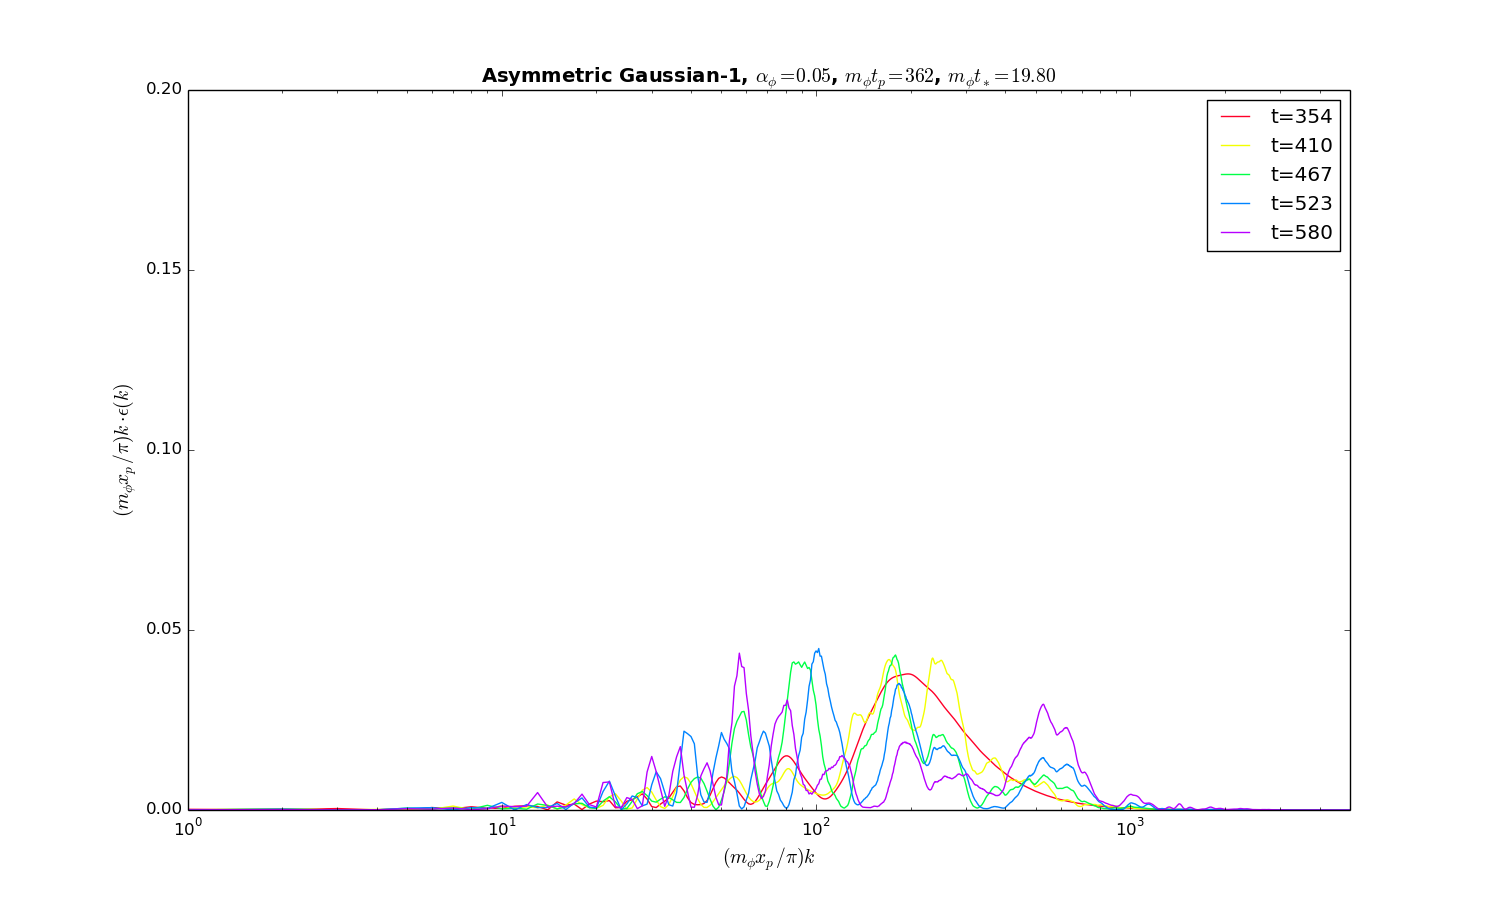 Asymmetric Gaussian-1, α_ϕ=0.05, m_ϕt_p=362, m_ϕt_*=19.80
0.20
t=354
t=410
t=467
t=523
t=580
0.15
0.10
(m_ϕx_p/π)k·ϵ(k)
0.05
0.00
10^0 10^1 10^2 10^3
(m_ϕx_p/π)k